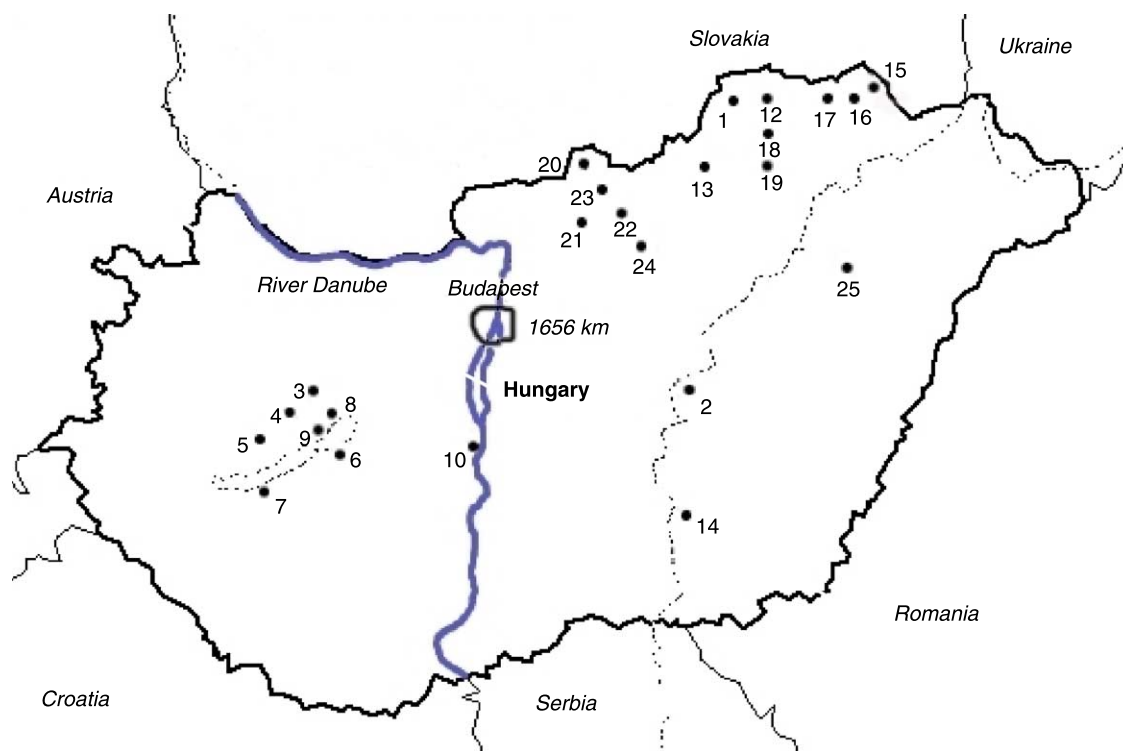 Slovakia
Ukraine
15
1
12
17
16
18
20
13
19
Austria
23
21
22
24
River Danube
Budapest
25
1656 km
3
Hungary
4
8
2
5
9
10
6
7
14
Romania
Croatia
Serbia